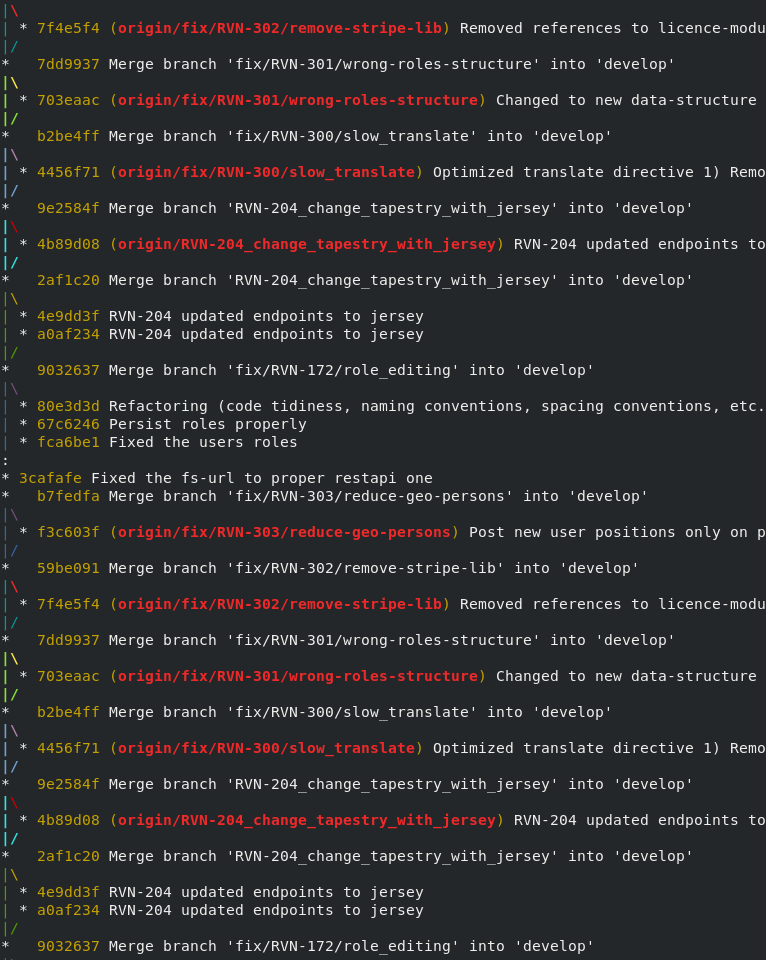 |\
| * 7f4e5f4 (origin/fix/RVN-302/remove-stripe-lib) Removed references to licence-modu
|/
*   7dd9937 Merge branch 'fix/RVN-301/wrong-roles-structure' into 'develop'
|\
| * 703eaac (origin/fix/RVN-301/wrong-roles-structure) Changed to new data-structure
|/
*   b2be4ff Merge branch 'fix/RVN-300/slow_translate' into 'develop'
|\
| * 4456f71 (origin/fix/RVN-300/slow_translate) Optimized translate directive 1) Remo
|/
*   9e2584f Merge branch 'RVN-204_change_tapestry_with_jersey' into 'develop'
|\
| * 4b89d08 (origin/RVN-204_change_tapestry_with_jersey) RVN-204 updated endpoints to
|/
*   2af1c20 Merge branch 'RVN-204_change_tapestry_with_jersey' into 'develop'
|\
| * 4e9dd3f RVN-204 updated endpoints to jersey
| * a0af234 RVN-204 updated endpoints to jersey
|/
*   9032637 Merge branch 'fix/RVN-172/role_editing' into 'develop'
|\
| * 80e3d3d Refactoring (code tidiness, naming conventions, spacing conventions, etc.
| * 67c6246 Persist roles properly
| * fca6be1 Fixed the users roles
:
* 3cafafe Fixed the fs-url to proper restapi one
*   b7fedfa Merge branch 'fix/RVN-303/reduce-geo-persons' into 'develop'
|\
| * f3c603f (origin/fix/RVN-303/reduce-geo-persons) Post new user positions only on p
|/
*   59be091 Merge branch 'fix/RVN-302/remove-stripe-lib' into 'develop'
|\
| * 7f4e5f4 (origin/fix/RVN-302/remove-stripe-lib) Removed references to licence-modu
|/
*   7dd9937 Merge branch 'fix/RVN-301/wrong-roles-structure' into 'develop'
|\
| * 703eaac (origin/fix/RVN-301/wrong-roles-structure) Changed to new data-structure
|/
*   b2be4ff Merge branch 'fix/RVN-300/slow_translate' into 'develop'
|\
| * 4456f71 (origin/fix/RVN-300/slow_translate) Optimized translate directive 1) Remo
|/
*   9e2584f Merge branch 'RVN-204_change_tapestry_with_jersey' into 'develop'
|\
| * 4b89d08 (origin/RVN-204_change_tapestry_with_jersey) RVN-204 updated endpoints to
|/
*   2af1c20 Merge branch 'RVN-204_change_tapestry_with_jersey' into 'develop'
|\
| * 4e9dd3f RVN-204 updated endpoints to jersey
| * a0af234 RVN-204 updated endpoints to jersey
|/
*   9032637 Merge branch 'fix/RVN-172/role_editing' into 'develop'